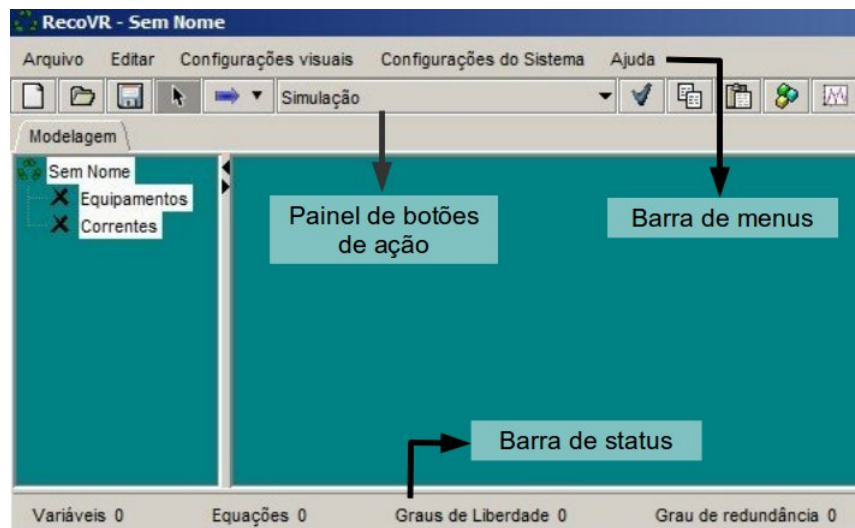 RecoVR - Sem Nome
Arquivo Editar Configurações visuais Configurações do Sistema Ajuda
Simulação
Modelagem
Sem Nome
Equipamentos
Correntes
Painel de botões
de ação
Barra de menus
Barra de status
Variáveis 0 Equações 0 Graus de Liberdade 0 Grau de redundância 0